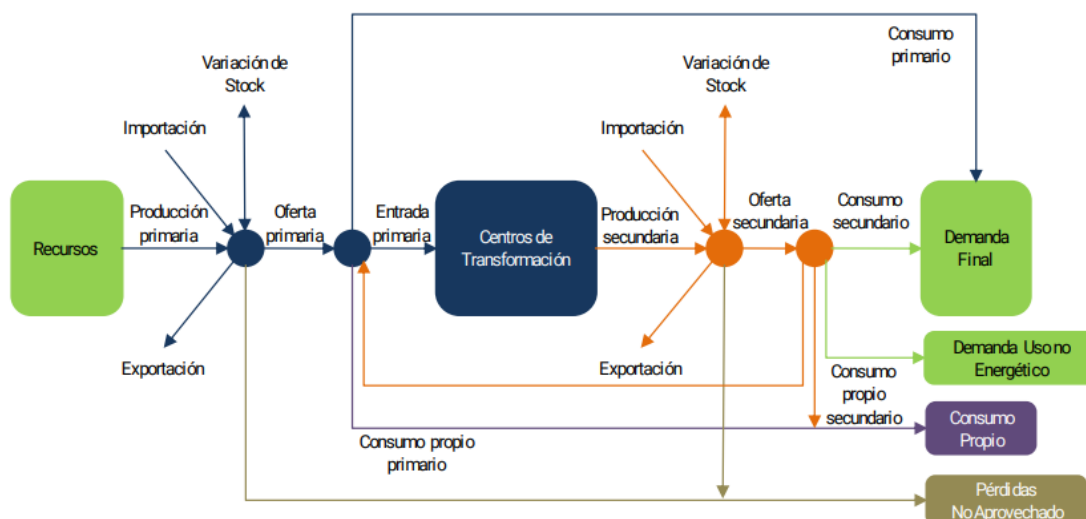 Consumo
primario
Variación de
Stock
Variación de
Stock
Importación
Importación
Recursos
Producción
primaria
Oferta
primaria
Entrada
primaria
Centros de
Transformación
Producción
secundaria
Oferta
secundaria
Consumo
secundario
Demanda
Final
Exportación
Exportación
Demanda Uso no
Energético
Consumo
propio
secundario
Consumo
Propio
Consumo propio
primario
Pérdidas
No Aprovechado